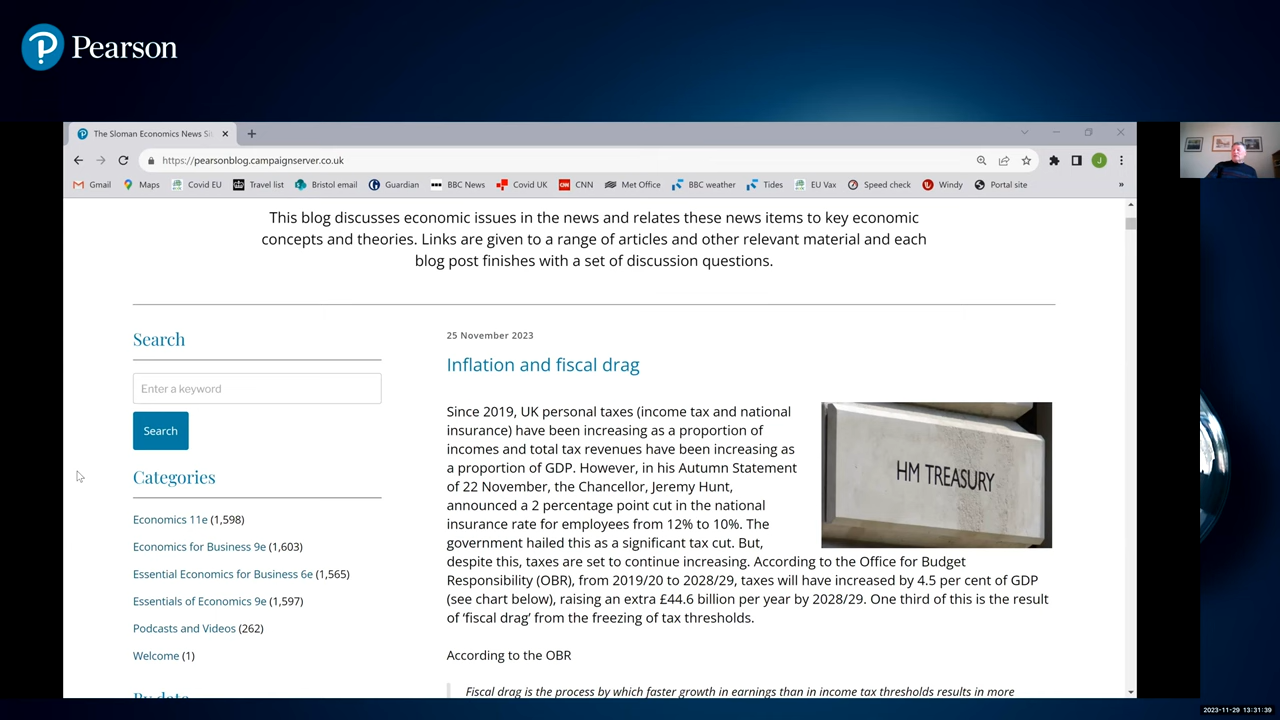 Pearson
The Sloman Economics News Si
https://pearsonblog.campaignserver.co.uk
J
Gmail Maps Covid EU Travel list Bristol email Guardian BBC News Covid UK CNN Met Office BBC weather Tides EU Vax Speed check Windy Portal site »
This blog discusses economic issues in the news and relates these news items to key economic
concepts and theories. Links are given to a range of articles and other relevant material and each
blog post finishes with a set of discussion questions.
Search
Enter a keyword
Search
Categories
Economics 11e (1,598)
Economics for Business 9e (1,603)
Essential Economics for Business 6e (1,565)
Essentials of Economics 9e (1,597)
Podcasts and Videos (262)
Welcome (1)
By date
25 November 2023
Inflation and fiscal drag
Since 2019, UK personal taxes (income tax and national
insurance) have been increasing as a proportion of
incomes and total tax revenues have been increasing as
a proportion of GDP. However, in his Autumn Statement
of 22 November, the Chancellor, Jeremy Hunt,
announced a 2 percentage point cut in the national
insurance rate for employees from 12% to 10%. The
government hailed this as a significant tax cut. But,
despite this, taxes are set to continue increasing. According to the Office for Budget
Responsibility (OBR), from 2019/20 to 2028/29, taxes will have increased by 4.5 per cent of GDP
(see chart below), raising an extra £44.6 billion per year by 2028/29. One third of this is the result
of ‘fiscal drag’ from the freezing of tax thresholds.
HM TREASURY
According to the OBR
Fiscal drag is the process by which faster growth in earnings than in income tax thresholds results in more
2023-11-29 13:31:39